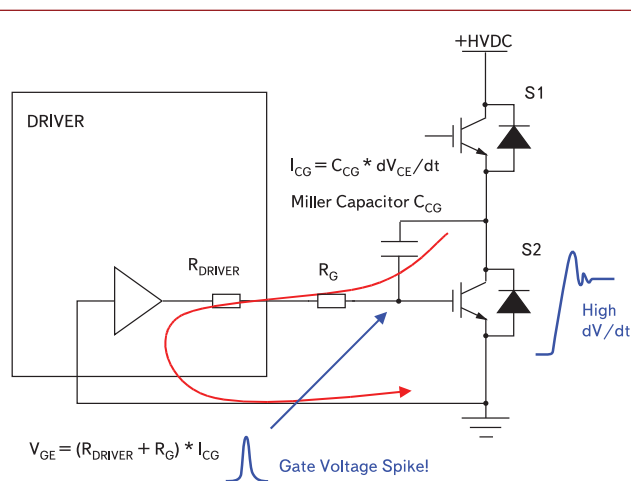 +HVDC
S1
DRIVER
I_CG = C_CG * dV_CE/dt
Miller Capacitor C_CG
S2
R_DRIVER
R_G
High
dV/dt
V_GE = (R_DRIVER + R_G) * I_CG
Gate Voltage Spike!